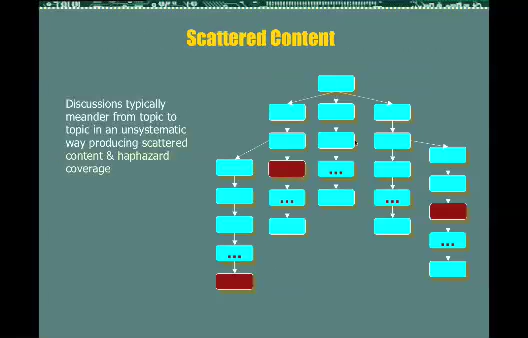 Scattered Content
Discussions typically
meander from topic to
topic in an unsystematic
way producing scattered
content & haphazard
coverage
...
...
...
...
...